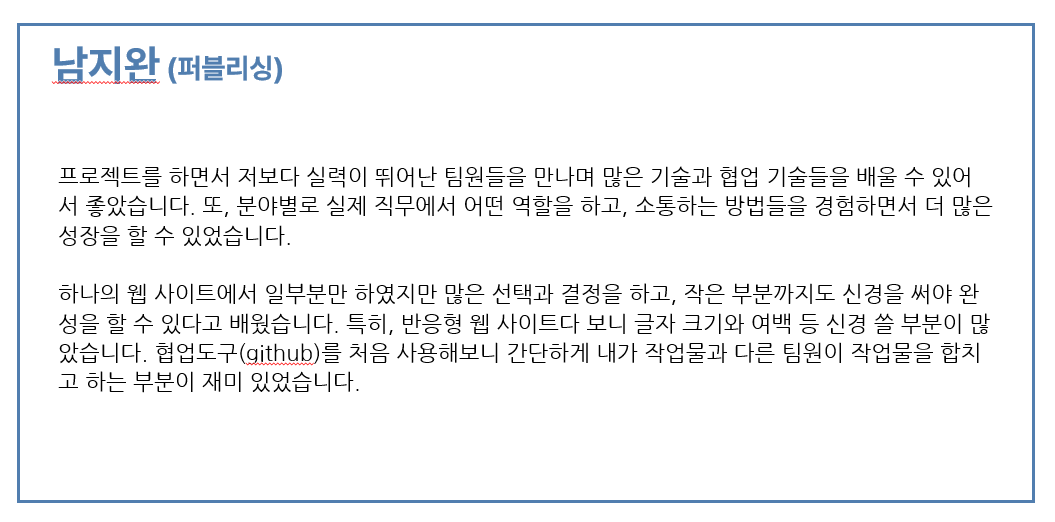 남지완 (퍼블리싱)
프로젝트를 하면서 저보다 실력이 뛰어난 팀원들을 만나며 많은 기술과 협업 기술들을 배울 수 있어
서 좋았습니다. 또, 분야별로 실제 직무에서 어떤 역할을 하고, 소통하는 방법들을 경험하면서 더 많은
성장을 할 수 있었습니다.
하나의 웹 사이트에서 일부분만 하였지만 많은 선택과 결정을 하고, 작은 부분까지도 신경을 써야 완
성을 할 수 있다고 배웠습니다. 특히, 반응형 웹 사이트다 보니 글자 크기와 여백 등 신경 쓸 부분이 많
았습니다. 협업도구(github)를 처음 사용해보니 간단하게 내가 작업물과 다른 팀원이 작업물을 합치
고 하는 부분이 재미 있었습니다.